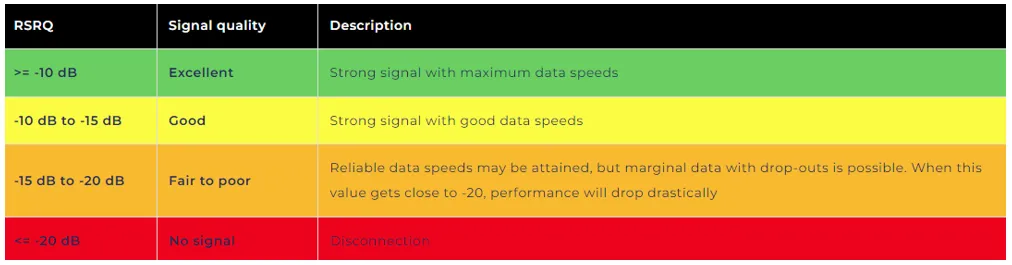 RSRQ Signal quality Description
>= -10 dB Excellent Strong signal with maximum data speeds
-10 dB to -15 dB Good Strong signal with good data speeds
-15 dB to -20 dB Fair to poor Reliable data speeds may be attained, but marginal data with drop-outs is possible. When this
value gets close to -20, performance will drop drastically
<= -20 dB No signal Disconnection